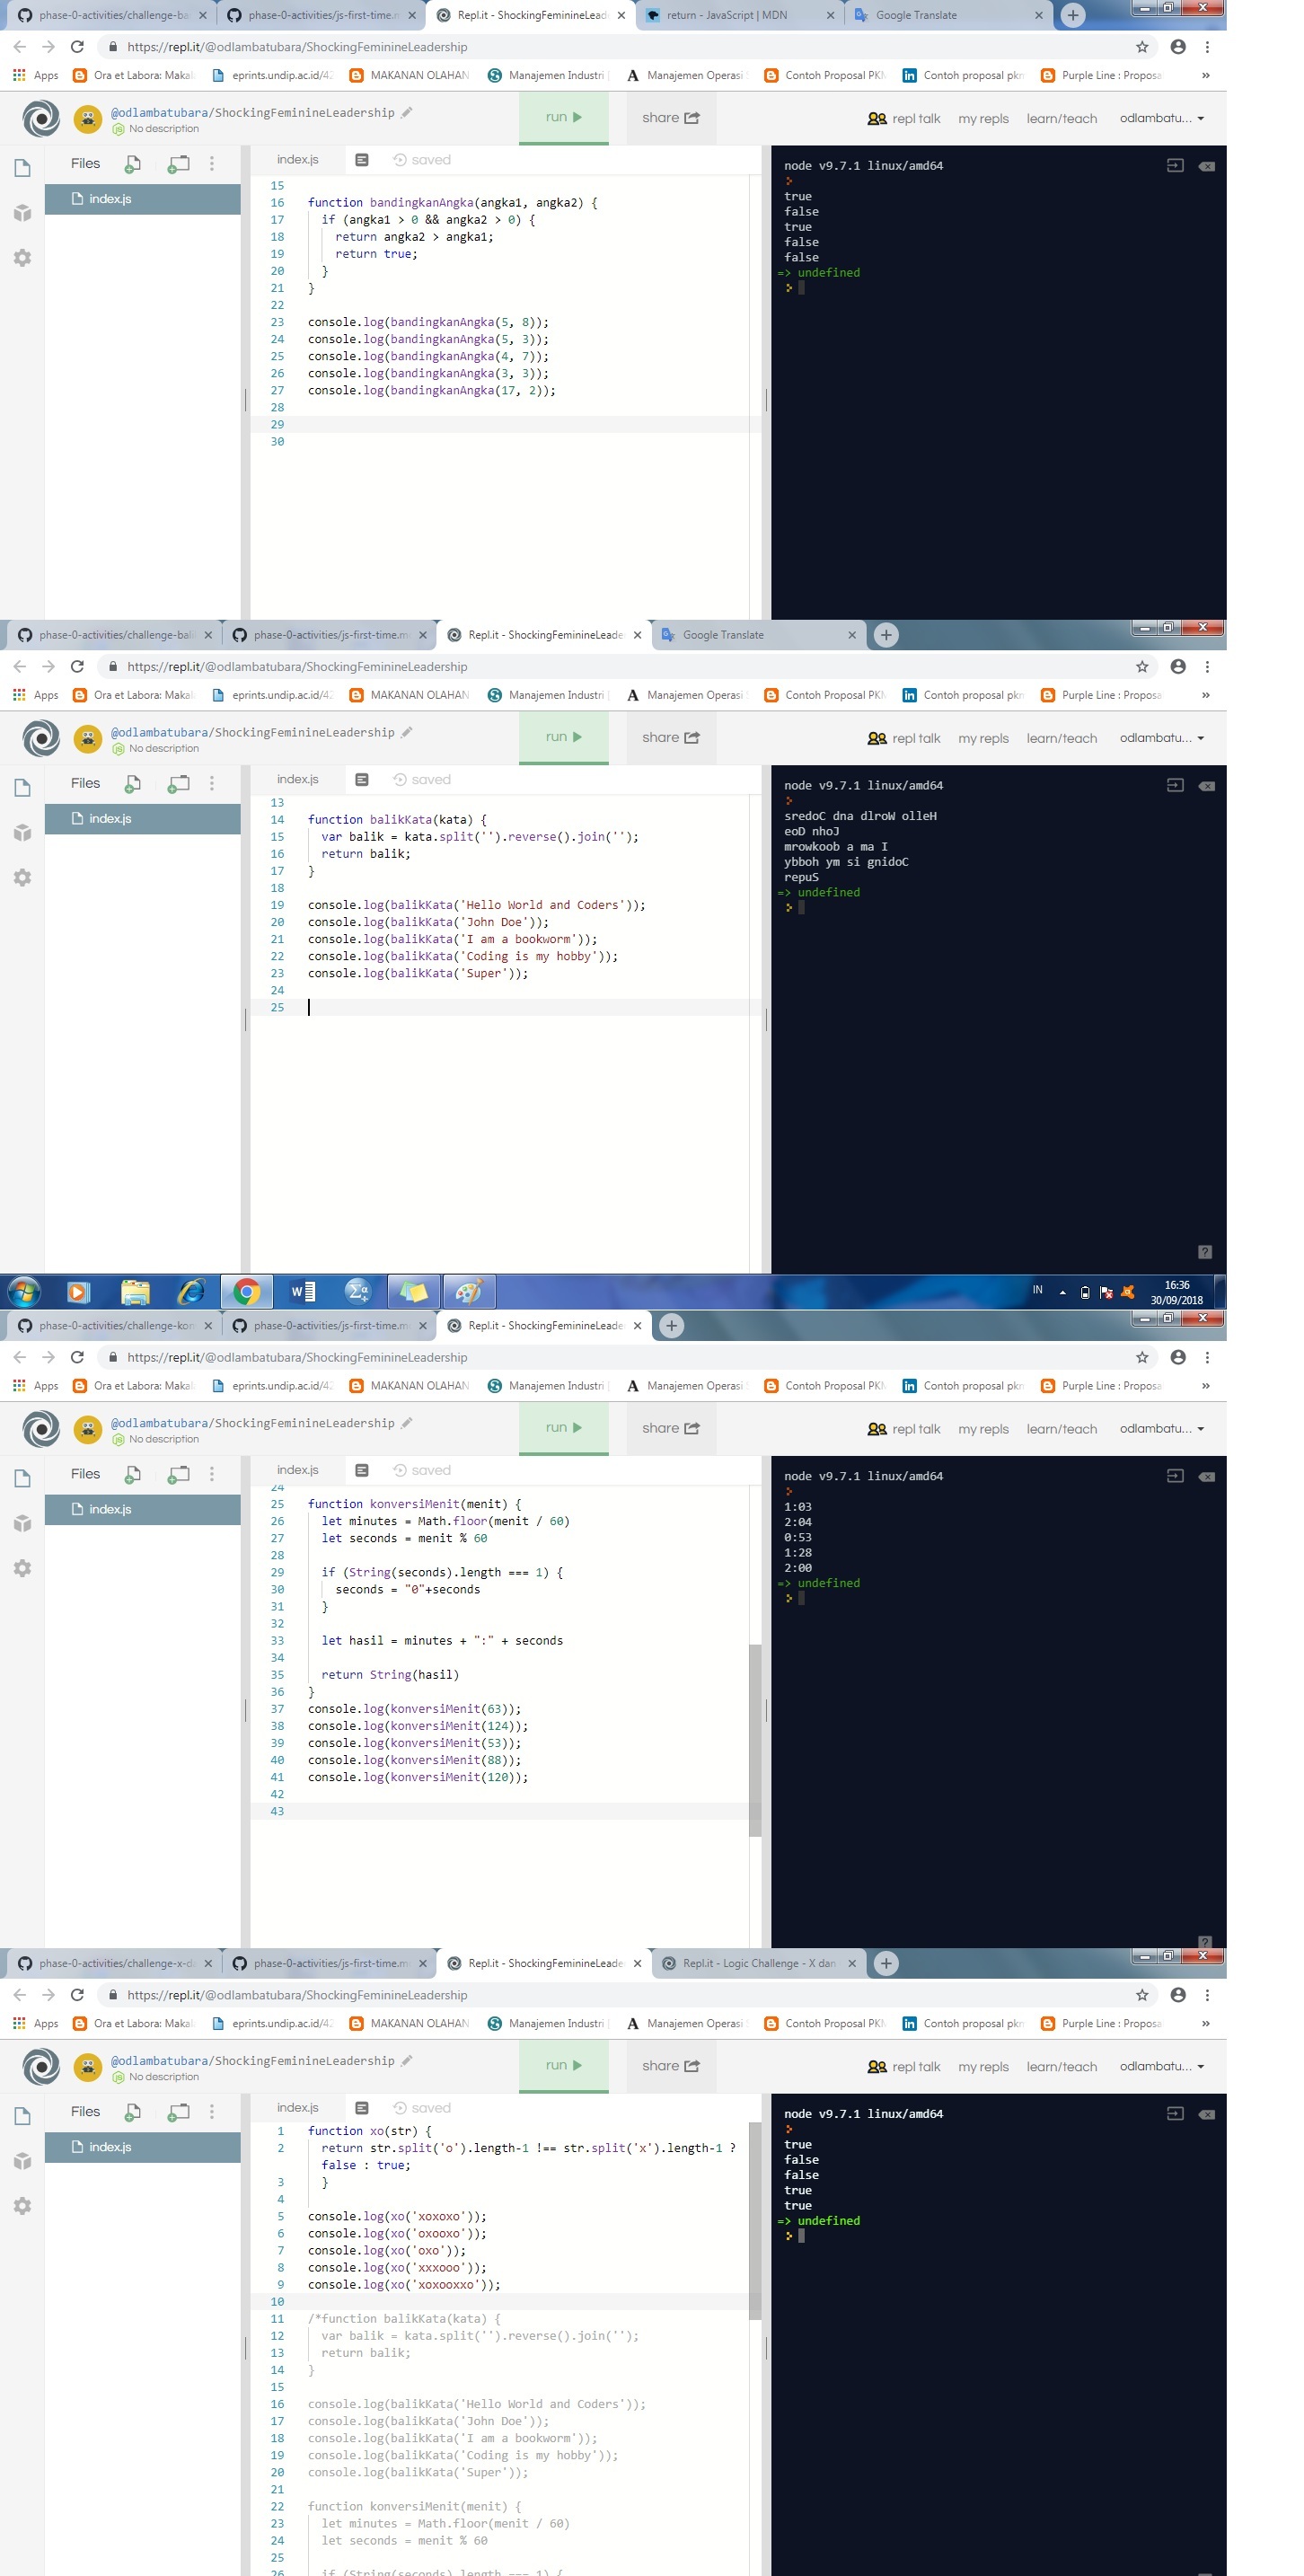 phase-0-activities/challenge-ba
phase-0-activities/js-first-time.m
Repl.it - ShockingFeminineLead
return - JavaScript | MDN
Google Translate
https://repl.it/@odlambatubara/ShockingFeminineLeadership
Apps
Ora et Labora: Maka
eprints.undip.ac.id/42
MAKANAN OLAHAN
Manajemen Industri |
Manajemen Operasi
Contoh Proposal PKM
Contoh proposal pkm
Purple Line : Proposa
»
@odlambatubara/ShockingFeminineLeadership
No description
run
share
repl talk
my repls
learn/teach
odlambatu...
Files
index.js
index.js
saved
15
16 function bandingkanAngka(angka1, angka2) {
17 if (angka1 > 0 && angka2 > 0) {
18 return angka2 > angka1;
19 return true;
20 }
21 }
22
23 console.log(bandingkanAngka(5, 8));
24 console.log(bandingkanAngka(5, 3));
25 console.log(bandingkanAngka(4, 7));
26 console.log(bandingkanAngka(3, 3));
27 console.log(bandingkanAngka(17, 2));
28
29
30
node v9.7.1 linux/amd64
true
false
true
false
false
=> undefined
phase-0-activities/challenge-bali
phase-0-activities/js-first-time.m
Repl.it - ShockingFeminineLeade
Google Translate
https://repl.it/@odlambatubara/ShockingFeminineLeadership
Apps
Ora et Labora: Maka
eprints.undip.ac.id/42
MAKANAN OLAHAN
Manajemen Industri |
Manajemen Operasi
Contoh Proposal PKM
Contoh proposal pkm
Purple Line : Proposa
»
@odlambatubara/ShockingFeminineLeadership
No description
run
share
repl talk
my repls
learn/teach
odlambatu...
Files
index.js
index.js
saved
13
14 function balikKata(kata) {
15 var balik = kata.split('').reverse().join('');
16 return balik;
17 }
18
19 console.log(balikKata('Hello World and Coders'));
20 console.log(balikKata('John Doe'));
21 console.log(balikKata('I am a bookworm'));
22 console.log(balikKata('Coding is my hobby'));
23 console.log(balikKata('Super'));
24
25
node v9.7.1 linux/amd64
sredoC dna dlroW olleH
eoD nhoJ
mrowkoob a ma I
ybboh ym si gnidoC
repuS
=> undefined
IN
16:36
30/09/2018
phase-0-activities/challenge-kon
phase-0-activities/js-first-time.m
Repl.it - ShockingFeminineLeade
https://repl.it/@odlambatubara/ShockingFeminineLeadership
Apps
Ora et Labora: Maka
eprints.undip.ac.id/42
MAKANAN OLAHAN
Manajemen Industri |
Manajemen Operasi
Contoh Proposal PKM
Contoh proposal pkm
Purple Line : Proposa
»
@odlambatubara/ShockingFeminineLeadership
No description
run
share
repl talk
my repls
learn/teach
odlambatu...
Files
index.js
index.js
saved
24
25 function konversiMenit(menit) {
26 let minutes = Math.floor(menit / 60)
27 let seconds = menit % 60
28
29 if (String(seconds).length === 1) {
30 seconds = "0"+seconds
31 }
32
33 let hasil = minutes + ":" + seconds
34
35 return String(hasil)
36 }
37 console.log(konversiMenit(63));
38 console.log(konversiMenit(124));
39 console.log(konversiMenit(53));
40 console.log(konversiMenit(88));
41 console.log(konversiMenit(120));
42
43
node v9.7.1 linux/amd64
1:03
2:04
0:53
1:28
2:00
=> undefined
phase-0-activities/challenge-x-d
phase-0-activities/js-first-time.m
Repl.it - ShockingFeminineLeade
Repl.it - Logic Challenge - X dan
https://repl.it/@odlambatubara/ShockingFeminineLeadership
Apps
Ora et Labora: Maka
eprints.undip.ac.id/42
MAKANAN OLAHAN
Manajemen Industri |
Manajemen Operasi
Contoh Proposal PKM
Contoh proposal pkm
Purple Line : Proposa
»
@odlambatubara/ShockingFeminineLeadership
No description
run
share
repl talk
my repls
learn/teach
odlambatu...
Files
index.js
index.js
saved
1 function xo(str) {
2 return str.split('o').length-1 !== str.split('x').length-1 ?
false : true;
3 }
4
5 console.log(xo('xoxoxo'));
6 console.log(xo('oxooxo'));
7 console.log(xo('oxo'));
8 console.log(xo('xxxooo'));
9 console.log(xo('xoxooxxo'));
10
11 /*function balikKata(kata) {
12 var balik = kata.split('').reverse().join('');
13 return balik;
14 }
15
16 console.log(balikKata('Hello World and Coders'));
17 console.log(balikKata('John Doe'));
18 console.log(balikKata('I am a bookworm'));
19 console.log(balikKata('Coding is my hobby'));
20 console.log(balikKata('Super'));
21
22 function konversiMenit(menit) {
23 let minutes = Math.floor(menit / 60)
24 let seconds = menit % 60
25
26 if (String(seconds).length === 1) {
node v9.7.1 linux/amd64
true
false
false
true
true
=> undefined